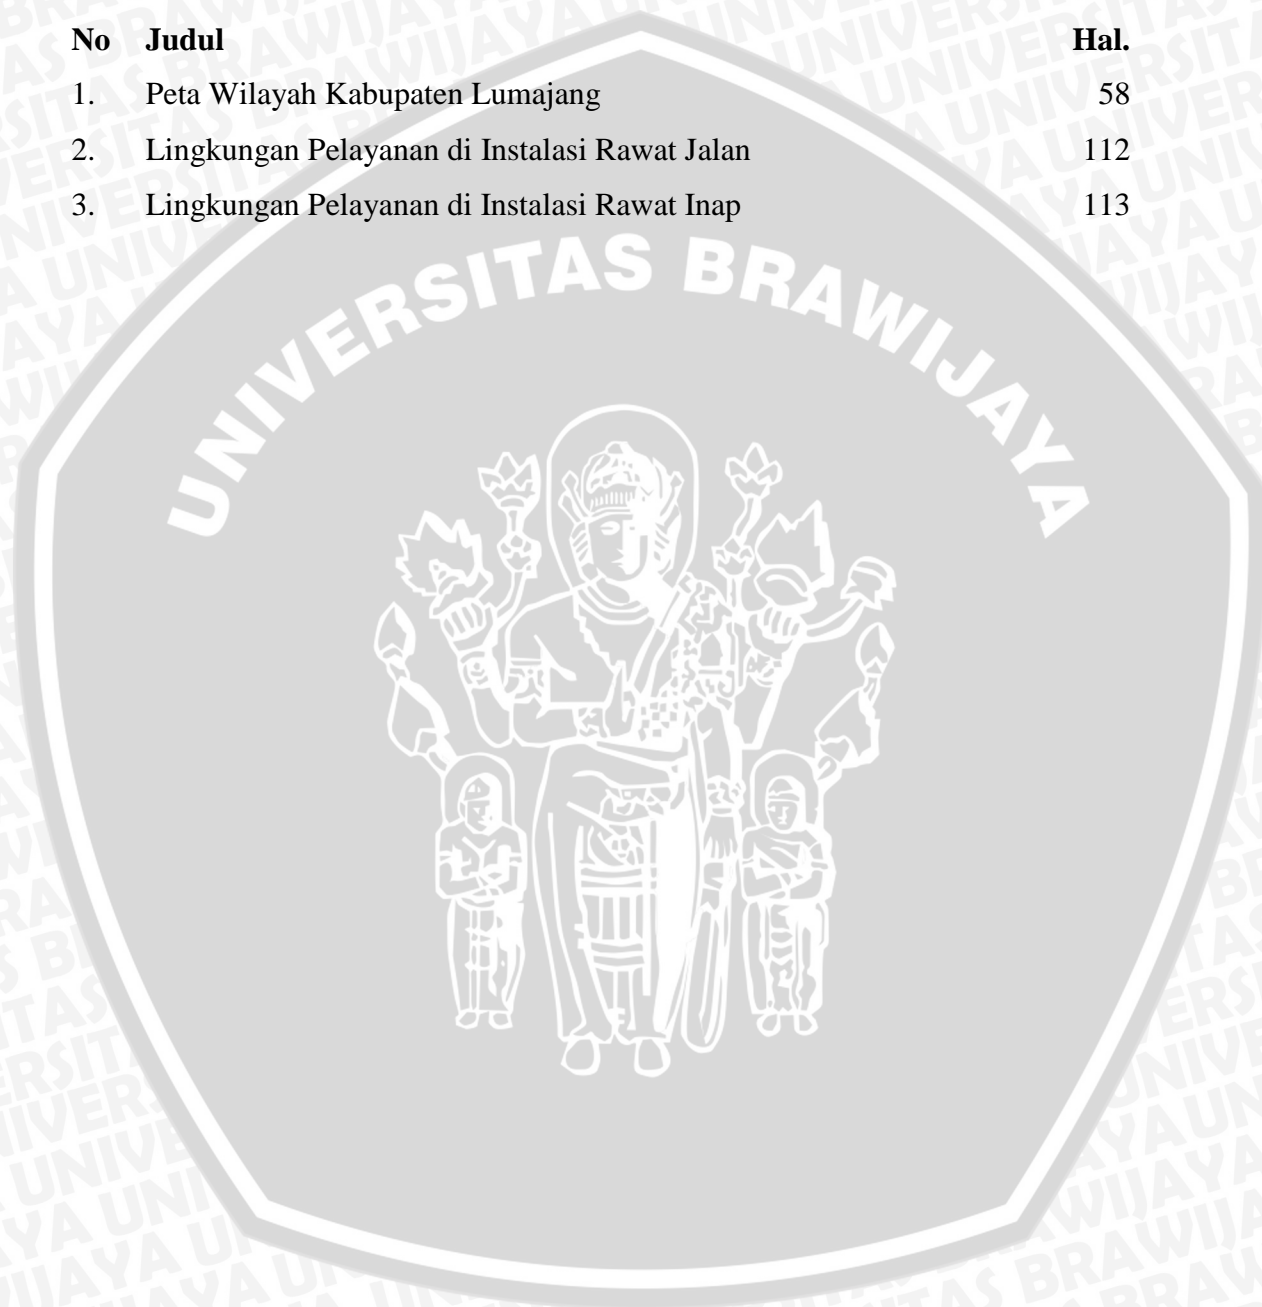 No Judul Hal.
1. Peta Wilayah Kabupaten Lumajang 58
2. Lingkungan Pelayanan di Instalasi Rawat Jalan 112
3. Lingkungan Pelayanan di Instalasi Rawat Inap 113
UNIVERSITAS BRAWIJAYA